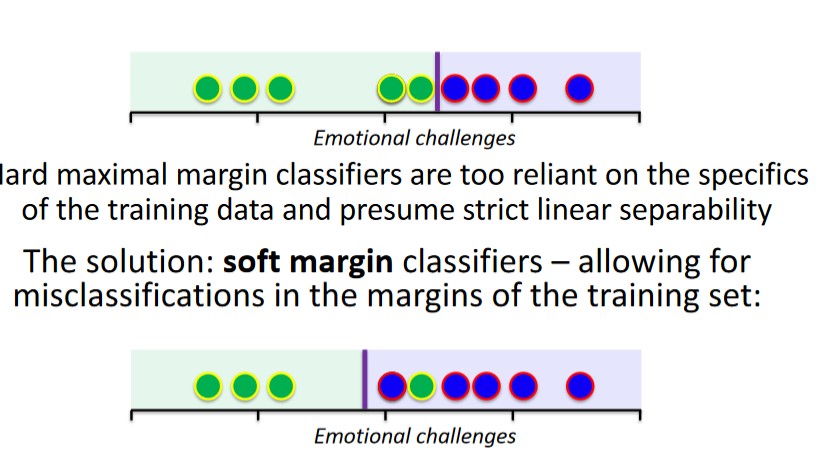 Emotional challenges
ard maximal margin classifiers are too reliant on the specifics
of the training data and presume strict linear separability
The solution: soft margin classifiers – allowing for
misclassifications in the margins of the training set:
Emotional challenges